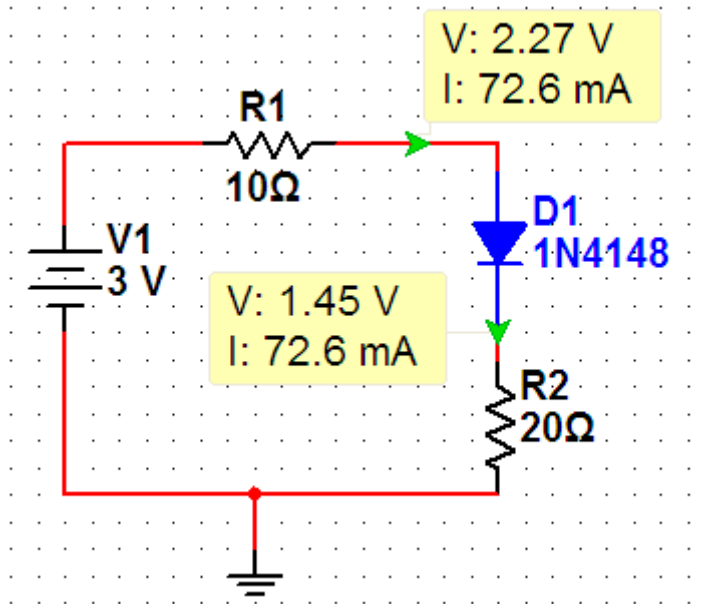 V: 2.27 V
I: 72.6 mA
R1
10Ω
V1
3 V
D1
1N4148
V: 1.45 V
I: 72.6 mA
R2
20Ω